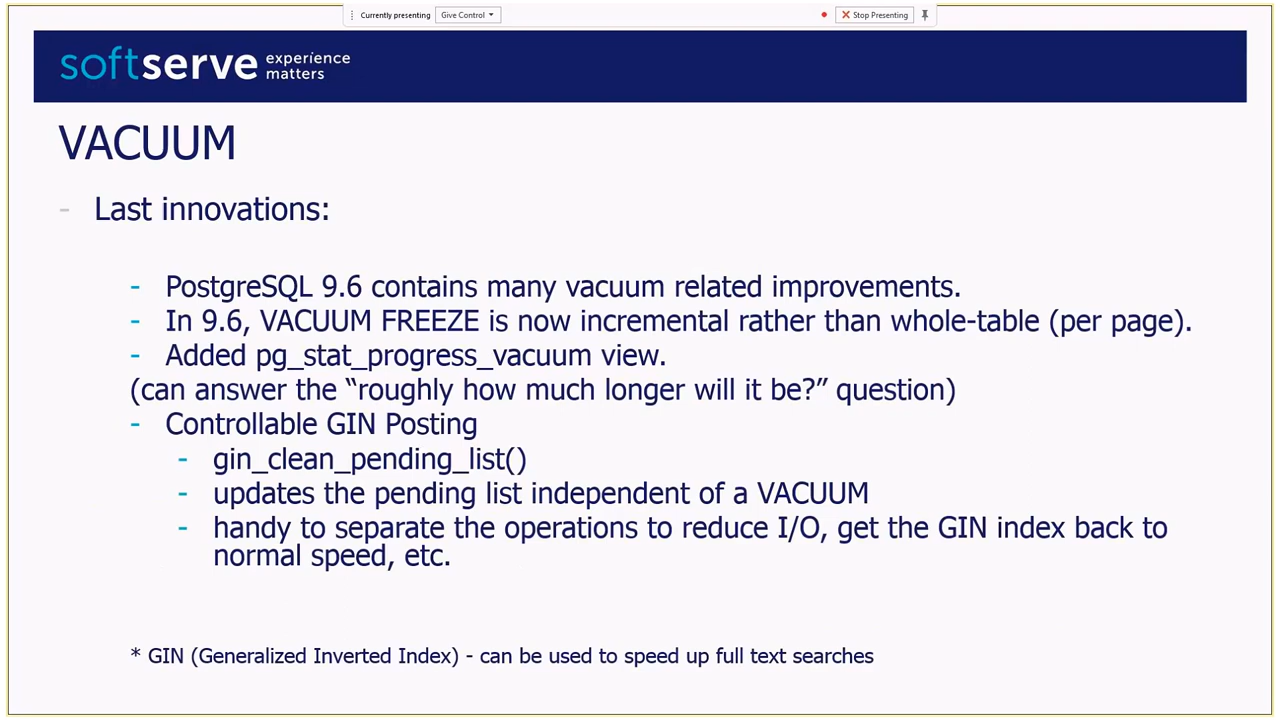 Currently presenting Give Control Stop Presenting
softserve experience
matters
VACUUM
- Last innovations:
- PostgreSQL 9.6 contains many vacuum related improvements.
- In 9.6, VACUUM FREEZE is now incremental rather than whole-table (per page).
- Added pg_stat_progress_vacuum view.
(can answer the “roughly how much longer will it be?” question)
- Controllable GIN Posting
- gin_clean_pending_list()
- updates the pending list independent of a VACUUM
- handy to separate the operations to reduce I/O, get the GIN index back to
normal speed, etc.
* GIN (Generalized Inverted Index) - can be used to speed up full text searches